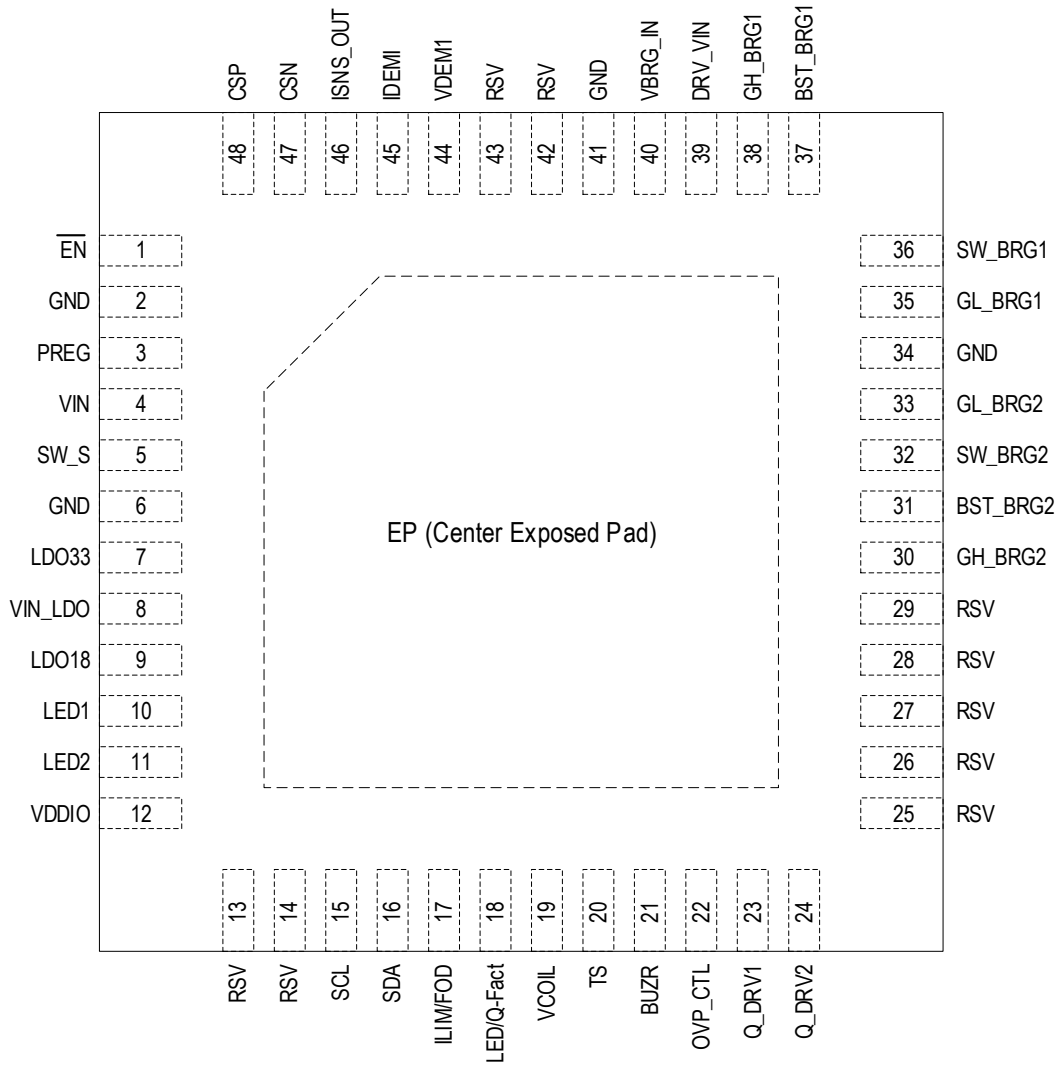 CSP
CSN
ISNS_OUT
IDEMI
VDEM1
RSV
RSV
GND
VBRG_IN
DRV_VIN
GH_BRG1
BST_BRG1
48
47
46
45
44
43
42
41
40
39
38
37
EN 1
GND 2
PREG 3
VIN 4
SW_S 5
GND 6
LDO33 7
VIN_LDO 8
LDO18 9
LED1 10
LED2 11
VDDIO 12
EP (Center Exposed Pad)
36 SW_BRG1
35 GL_BRG1
34 GND
33 GL_BRG2
32 SW_BRG2
31 BST_BRG2
30 GH_BRG2
29 RSV
28 RSV
27 RSV
26 RSV
25 RSV
13
14
15
16
17
18
19
20
21
22
23
24
RSV
RSV
SCL
SDA
ILIM/FOD
LED/Q-Fact
VCOIL
TS
BUZR
OVP_CTL
Q_DRV1
Q_DRV2